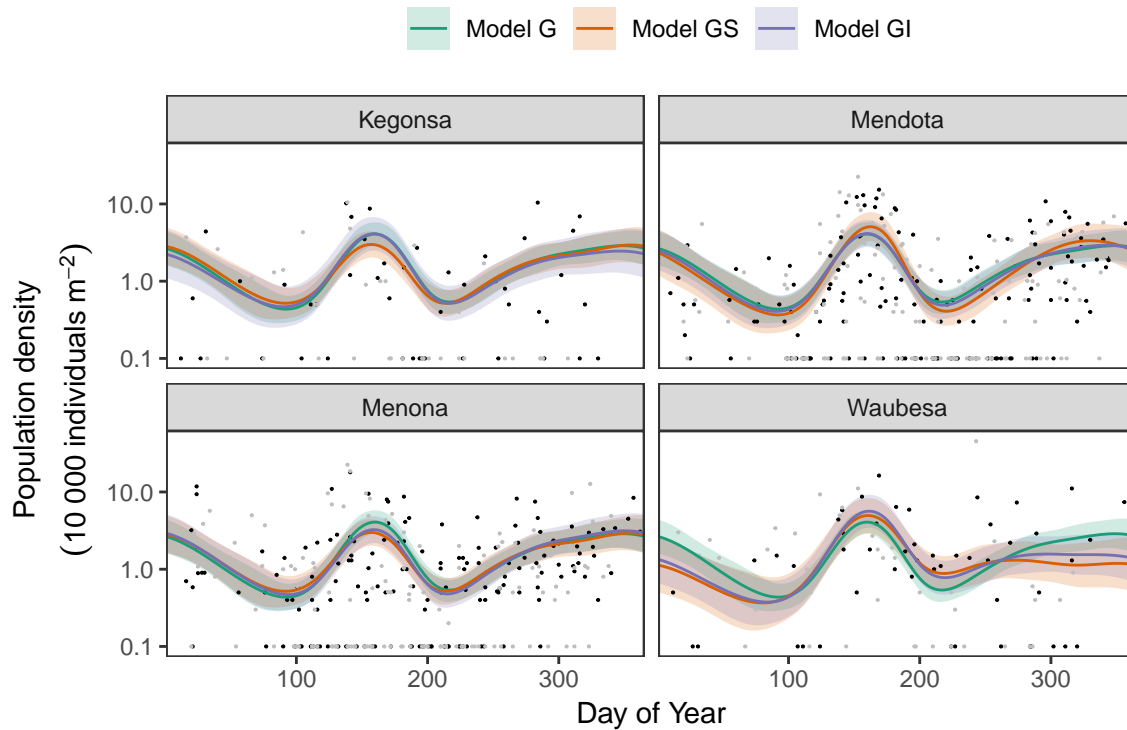 Model G Model GS Model GI
Kegonsa Mendota
10.0
1.0
0.1
Menona Waubesa
10.0
1.0
0.1
100 200 300 100 200 300
Day of Year
Population density
(10 000 individuals m⁻²)